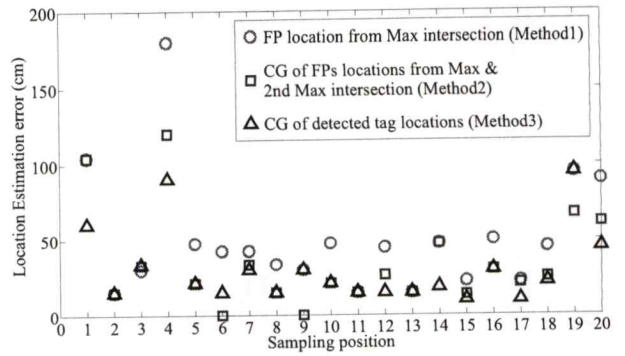 200
150
100
50
0
Location Estimation error (cm)
FP location from Max intersection (Method1)
CG of FPs locations from Max &
2nd Max intersection (Method2)
CG of detected tag locations (Method3)
0 1 2 3 4 5 6 7 8 9 10 11 12 13 14 15 16 17 18 19 20
Sampling position